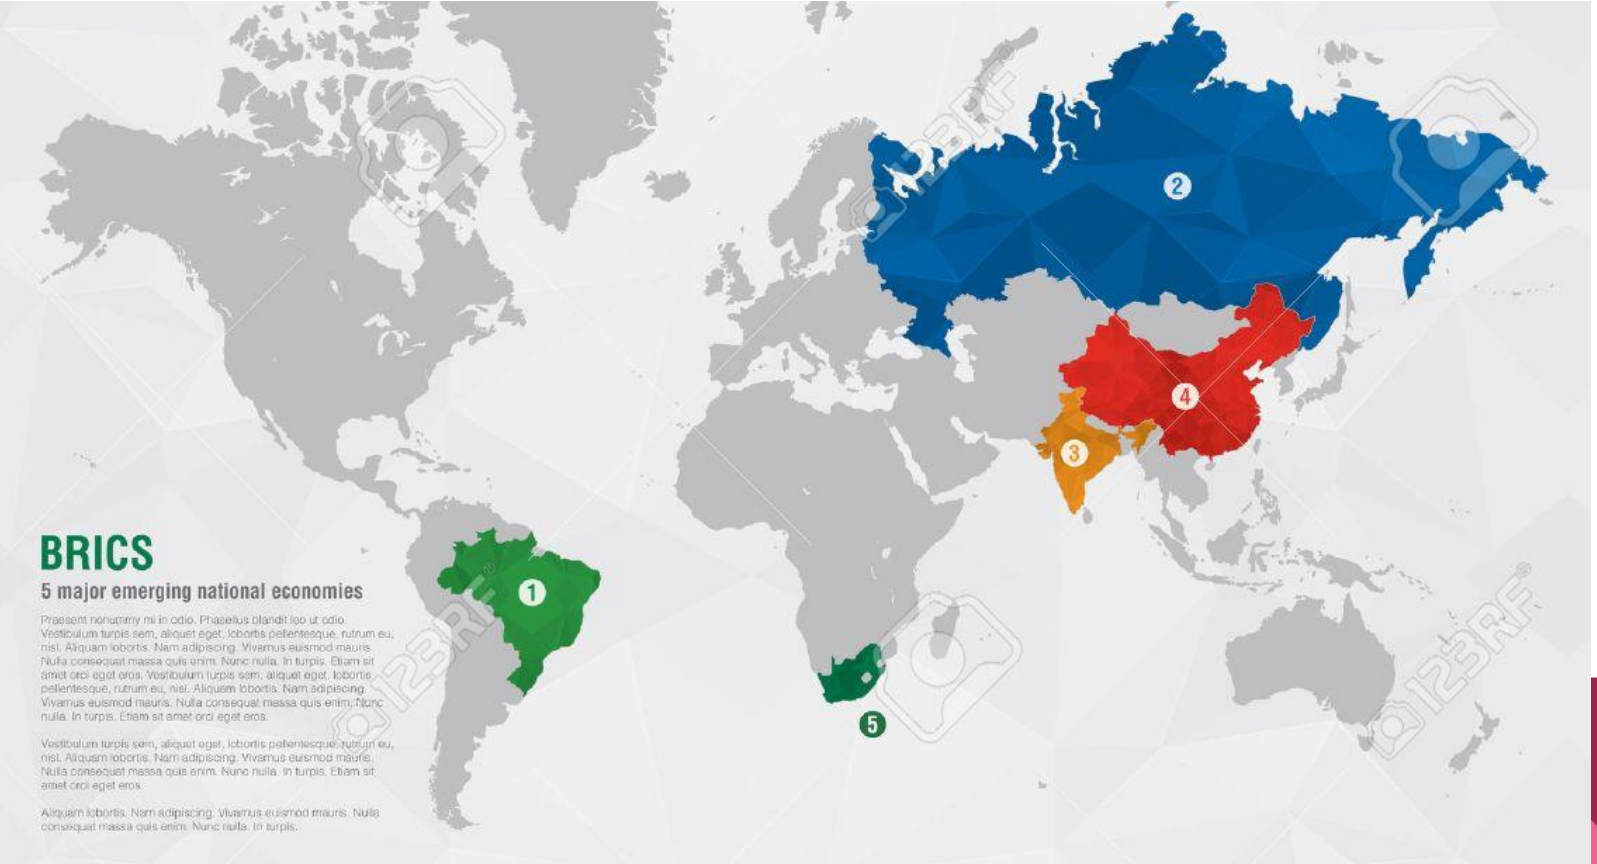 BRICS
5 major emerging national economies
Praesent nonummy mi in odio. Phasellus blandit leo ut odio.
Vestibulum turpis sem, aliquet eget, lobortis pellentesque, rutrum eu,
nisl. Aliquam lobortis. Nam adipiscing. Vivamus euismod mauris.
Nulla consequat massa quis enim. Nunc nulla. In turpis. Etiam sit
amet orci eget eros. Vestibulum turpis sem, aliquet eget, lobortis
pellentesque, rutrum eu, nisl. Aliquam lobortis. Nam adipiscing.
Vivamus euismod mauris. Nulla consequat massa quis enim. Nunc
nulla. In turpis. Etiam sit amet orci eget eros.
Vestibulum turpis sem, aliquet eget, lobortis pellentesque, rutrum eu,
nisl. Aliquam lobortis. Nam adipiscing. Vivamus euismod mauris.
Nulla consequat massa quis enim. Nunc nulla. In turpis. Etiam sit
amet orci eget eros.
Aliquam lobortis. Nam adipiscing. Vivamus euismod mauris. Nulla
consequat massa quis enim. Nunc nulla. In turpis.
1
2
3
4
5
123RF
123RF
123RF
®
®